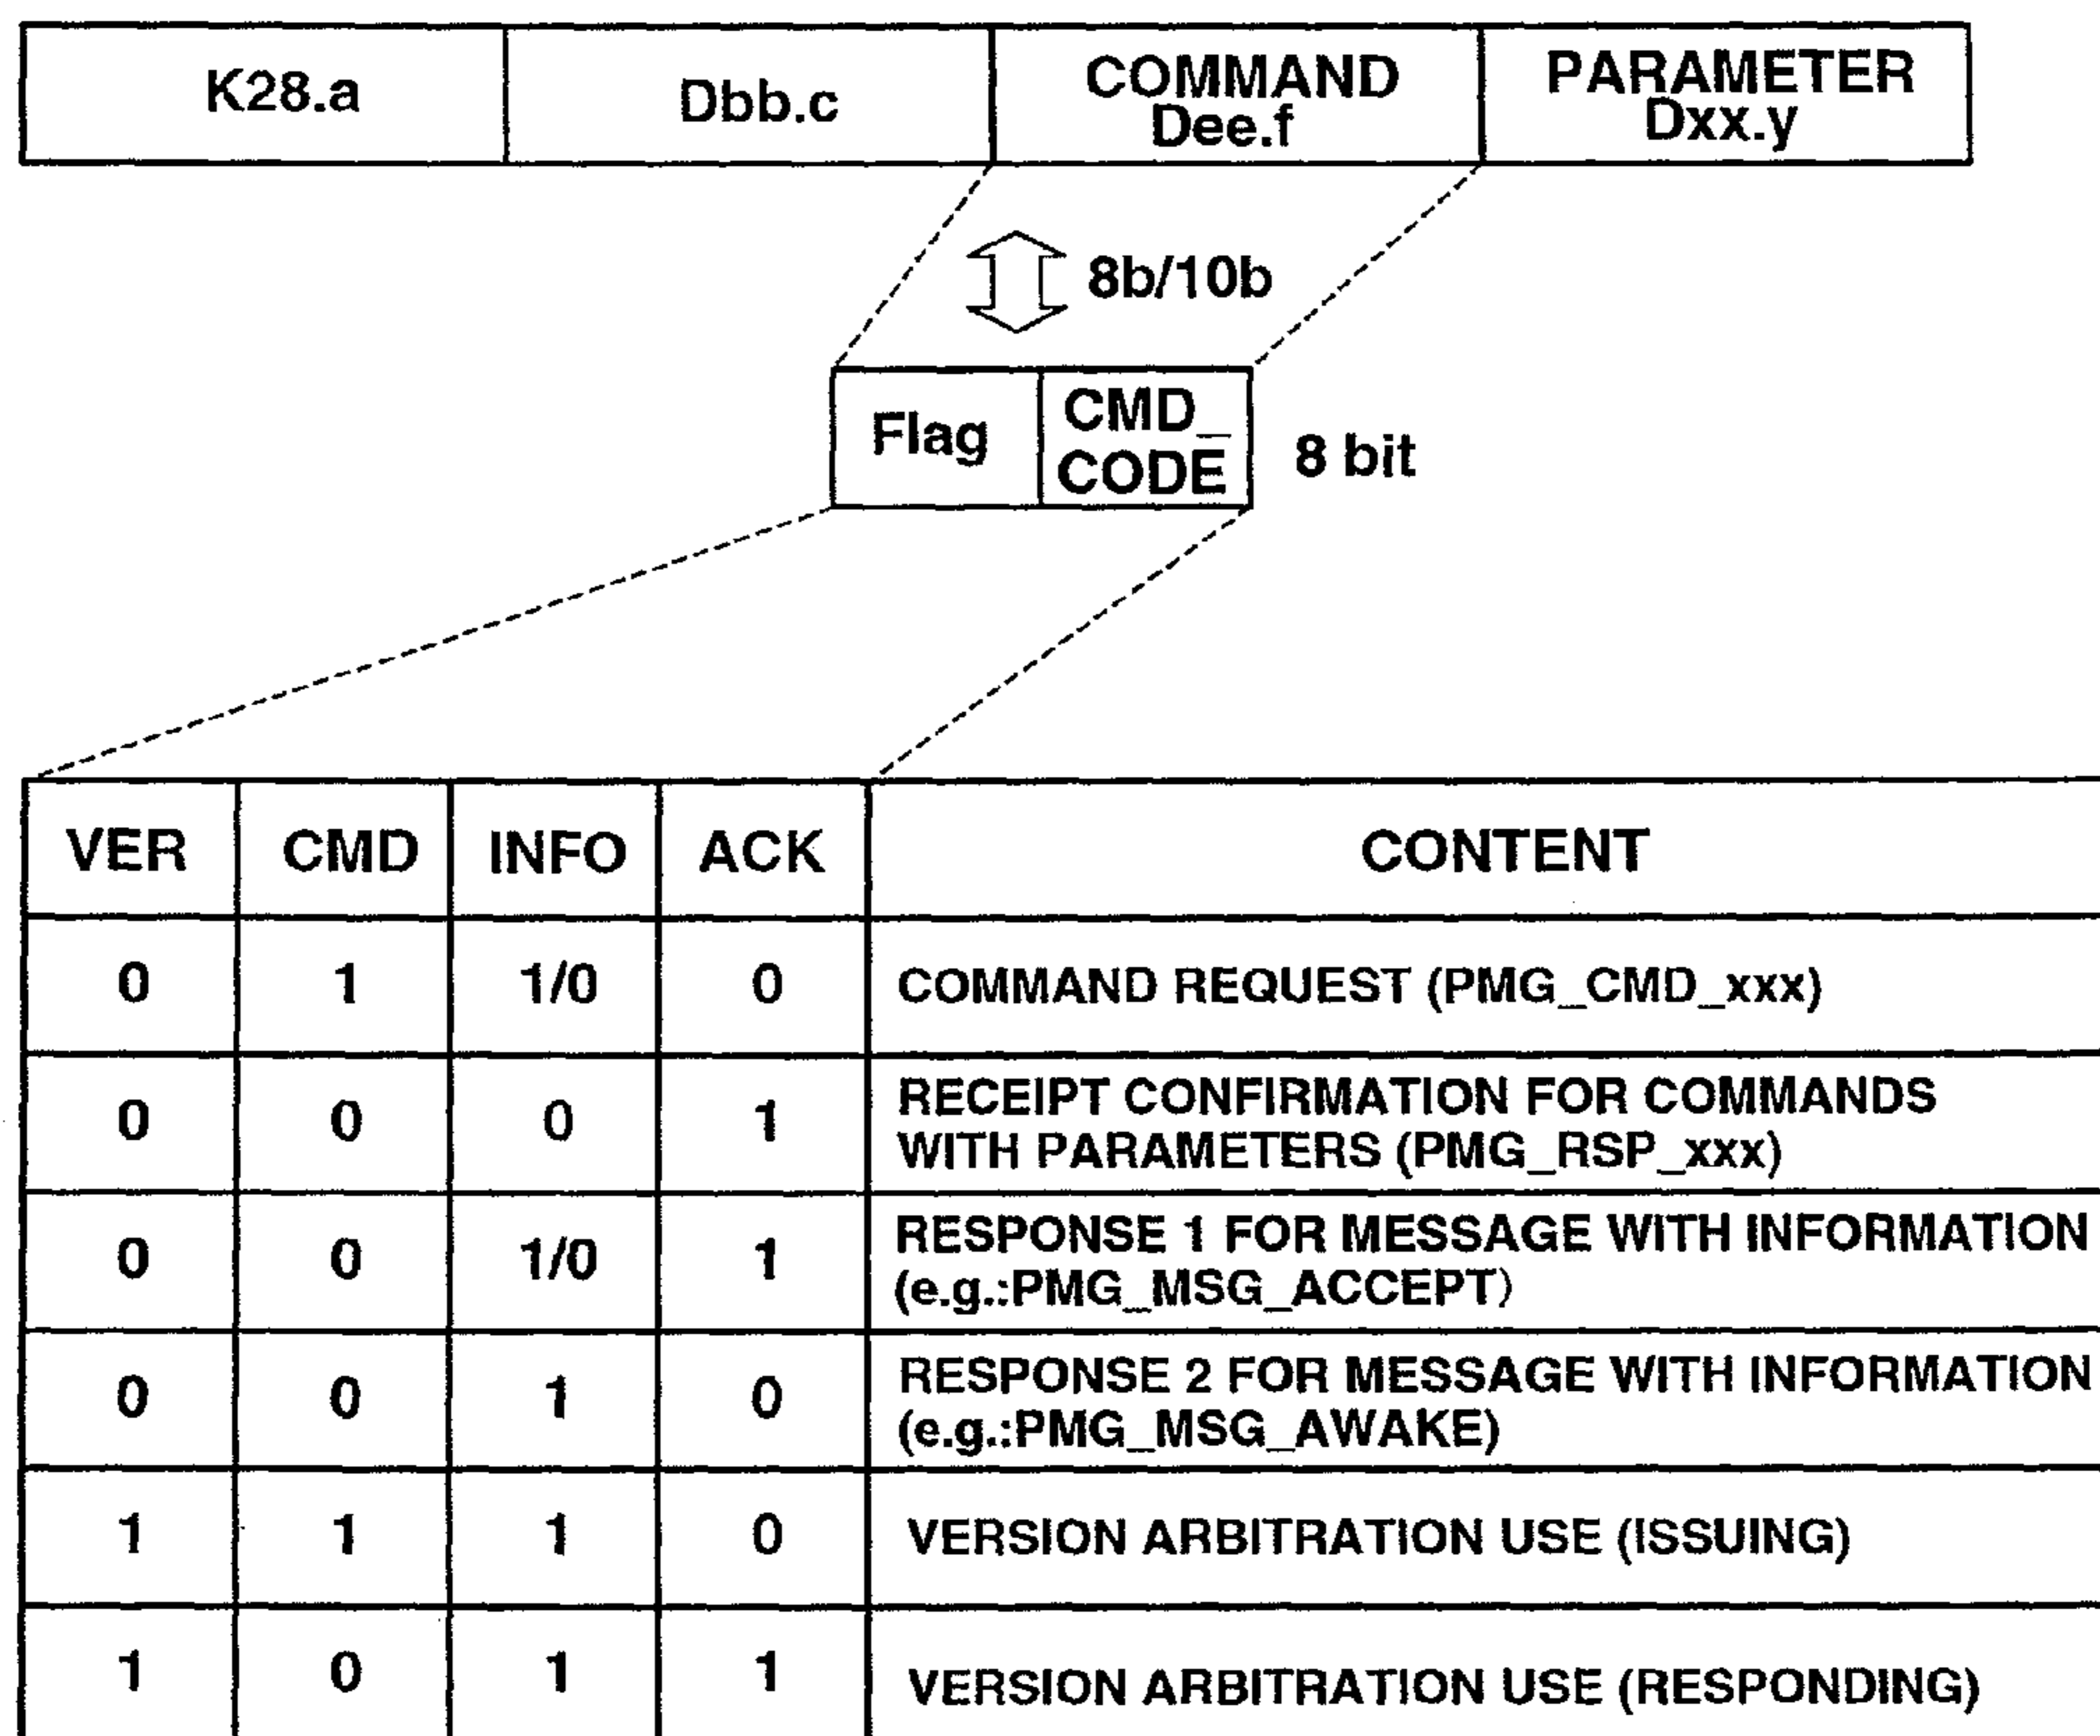 K28.a
Dbb.c
COMMAND
Dee.f
PARAMETER
Dxx.y
8b/10b
Flag
CMD_
CODE
8 bit
VER CMD INFO ACK CONTENT
0 1 1/0 0 COMMAND REQUEST (PMG_CMD_xxx)
0 0 0 1 RECEIPT CONFIRMATION FOR COMMANDS
WITH PARAMETERS (PMG_RSP_xxx)
0 0 1/0 1 RESPONSE 1 FOR MESSAGE WITH INFORMATION
(e.g.:PMG_MSG_ACCEPT)
0 0 1 0 RESPONSE 2 FOR MESSAGE WITH INFORMATION
(e.g.:PMG_MSG_AWAKE)
1 1 1 0 VERSION ARBITRATION USE (ISSUING)
1 0 1 1 VERSION ARBITRATION USE (RESPONDING)